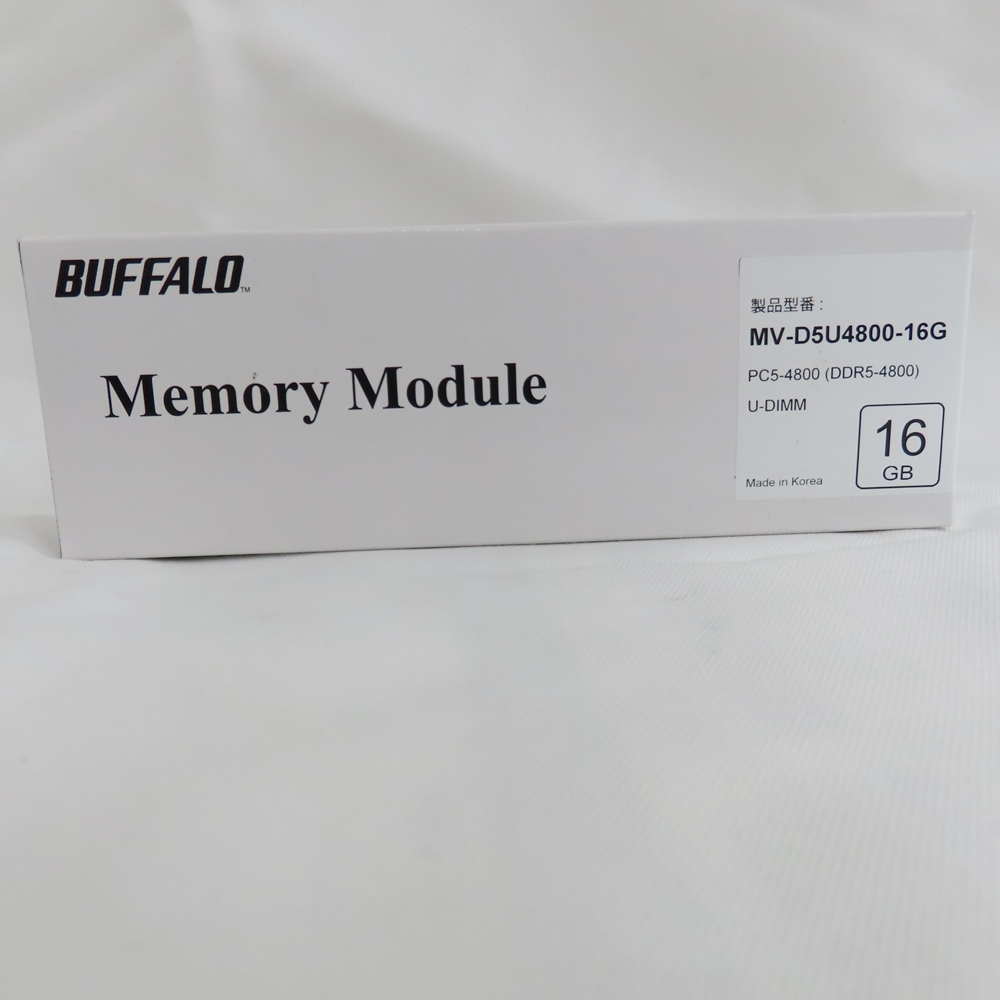 BUFFALO™
Memory Module
製品型番 :
MV-D5U4800-16G
PC5-4800 (DDR5-4800)
U-DIMM
16
GB
Made in Korea